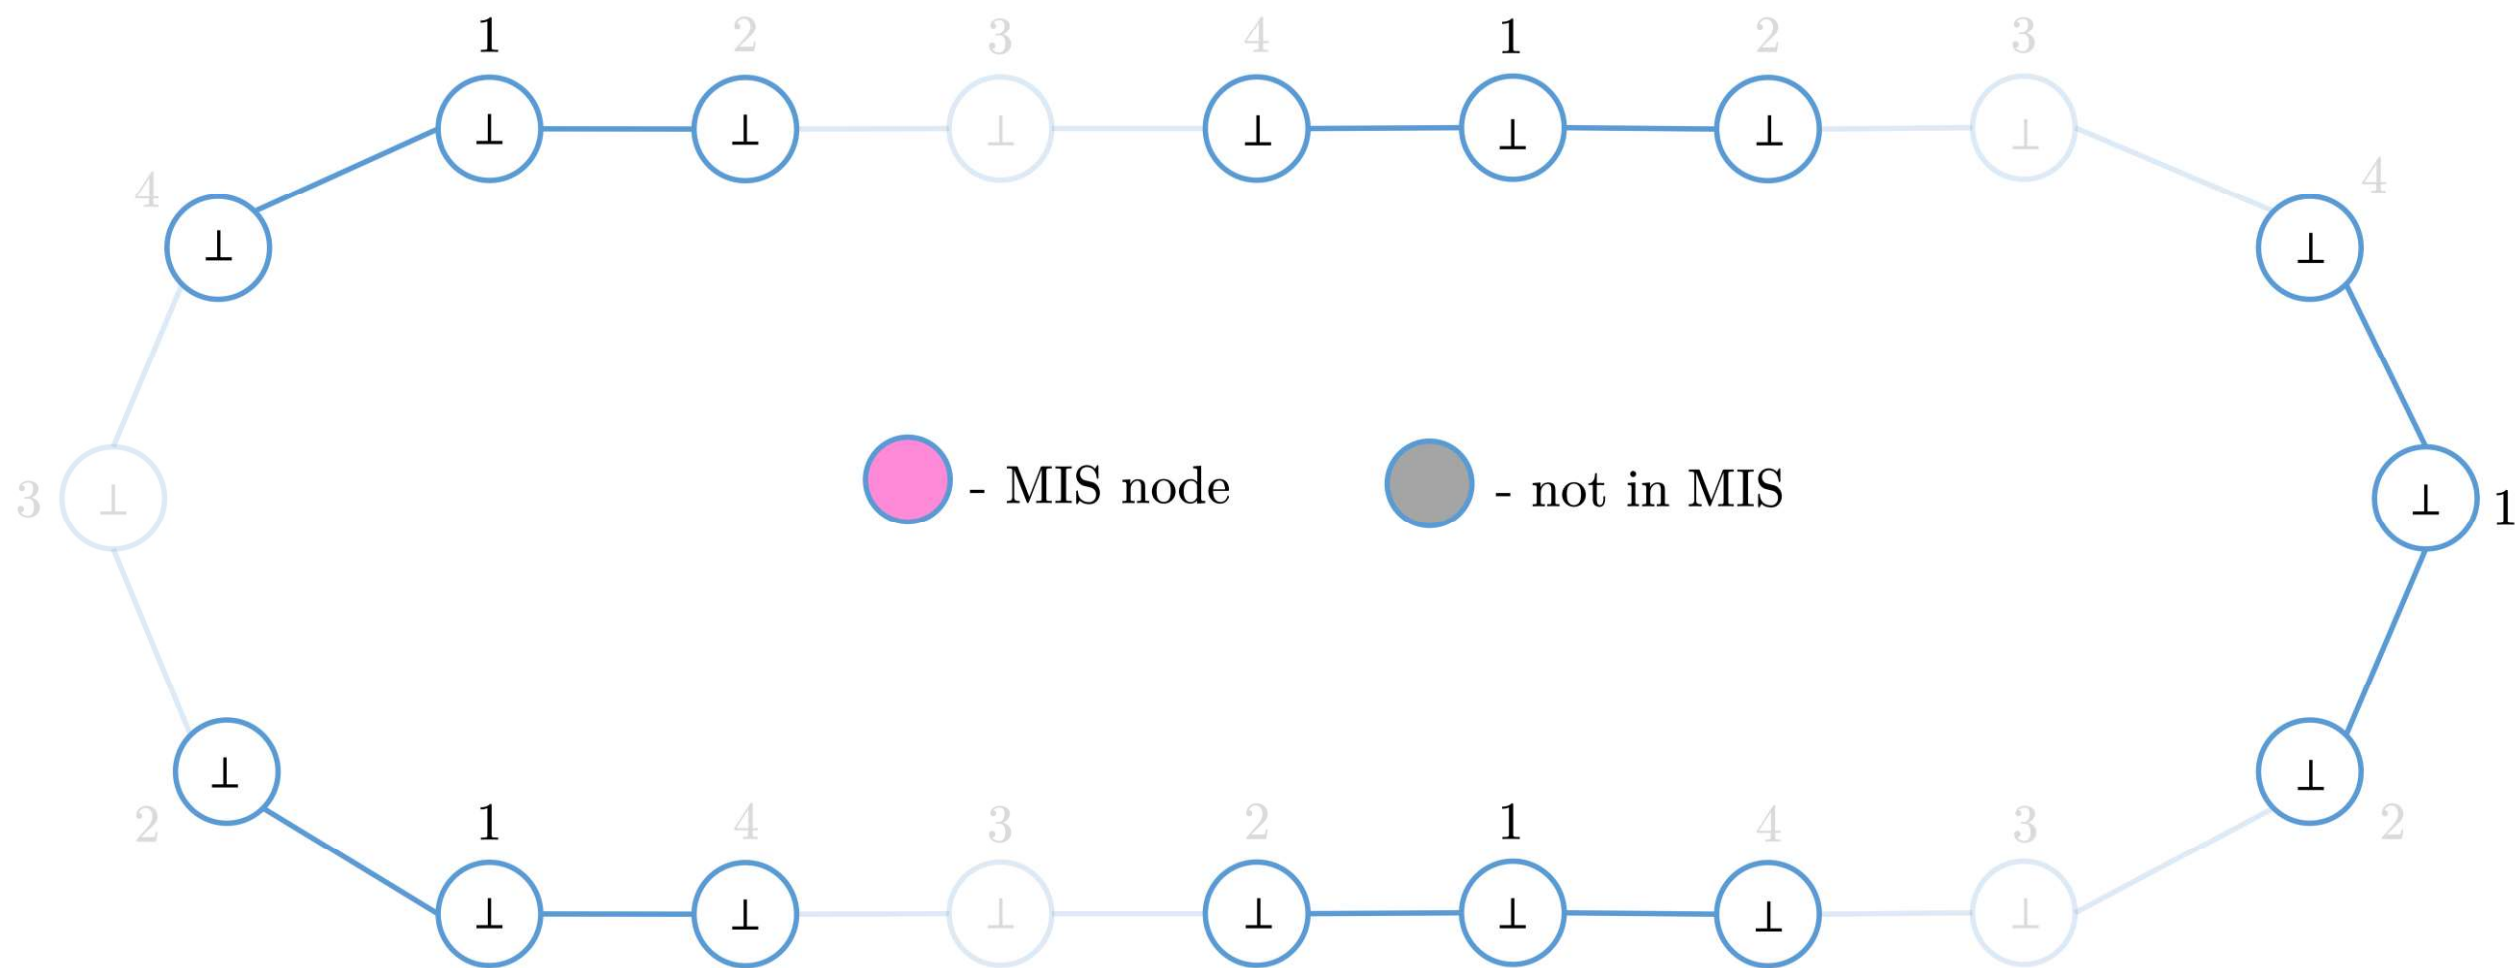 1 2 3 4 1 2 3
⊥ ⊥ ⊥ ⊥ ⊥ ⊥ ⊥
4 4
⊥ ⊥
3 ⊥ - MIS node - not in MIS ⊥ 1
⊥ ⊥
2 1 4 3 2 1 4 3 2
⊥ ⊥ ⊥ ⊥ ⊥ ⊥ ⊥